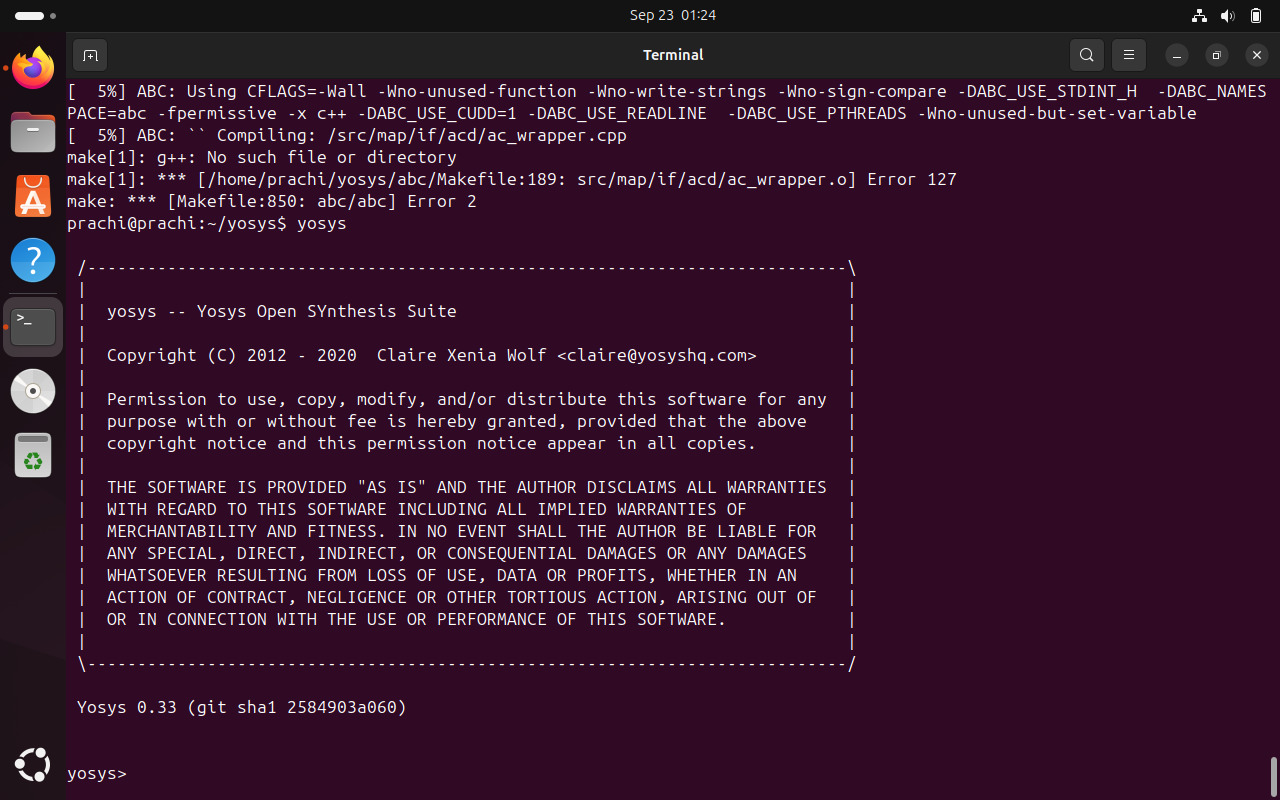 Sep 23 01:24
Terminal
[  5%] ABC: Using CFLAGS=-Wall -Wno-unused-function -Wno-write-strings -Wno-sign-compare -DABC_USE_STDINT_H  -DABC_NAMES
PACE=abc -fpermissive -x c++ -DABC_USE_CUDD=1 -DABC_USE_READLINE  -DABC_USE_PTHREADS -Wno-unused-but-set-variable
[  5%] ABC: `` Compiling: /src/map/if/acd/ac_wrapper.cpp
make[1]: g++: No such file or directory
make[1]: *** [/home/prachi/yosys/abc/Makefile:189: src/map/if/acd/ac_wrapper.o] Error 127
make: *** [Makefile:850: abc/abc] Error 2
prachi@prachi:~/yosys$ yosys
/----------------------------------------------------------------------------\
|                                                                            |
|  yosys -- Yosys Open SYnthesis Suite                                       |
|                                                                            |
|  Copyright (C) 2012 - 2020  Claire Xenia Wolf <claire@yosyshq.com>         |
|                                                                            |
|  Permission to use, copy, modify, and/or distribute this software for any  |
|  purpose with or without fee is hereby granted, provided that the above    |
|  copyright notice and this permission notice appear in all copies.         |
|                                                                            |
|  THE SOFTWARE IS PROVIDED "AS IS" AND THE AUTHOR DISCLAIMS ALL WARRANTIES  |
|  WITH REGARD TO THIS SOFTWARE INCLUDING ALL IMPLIED WARRANTIES OF          |
|  MERCHANTABILITY AND FITNESS. IN NO EVENT SHALL THE AUTHOR BE LIABLE FOR   |
|  ANY SPECIAL, DIRECT, INDIRECT, OR CONSEQUENTIAL DAMAGES OR ANY DAMAGES    |
|  WHATSOEVER RESULTING FROM LOSS OF USE, DATA OR PROFITS, WHETHER IN AN     |
|  ACTION OF CONTRACT, NEGLIGENCE OR OTHER TORTIOUS ACTION, ARISING OUT OF   |
|  OR IN CONNECTION WITH THE USE OR PERFORMANCE OF THIS SOFTWARE.            |
|                                                                            |
\----------------------------------------------------------------------------/
Yosys 0.33 (git sha1 2584903a060)
yosys>